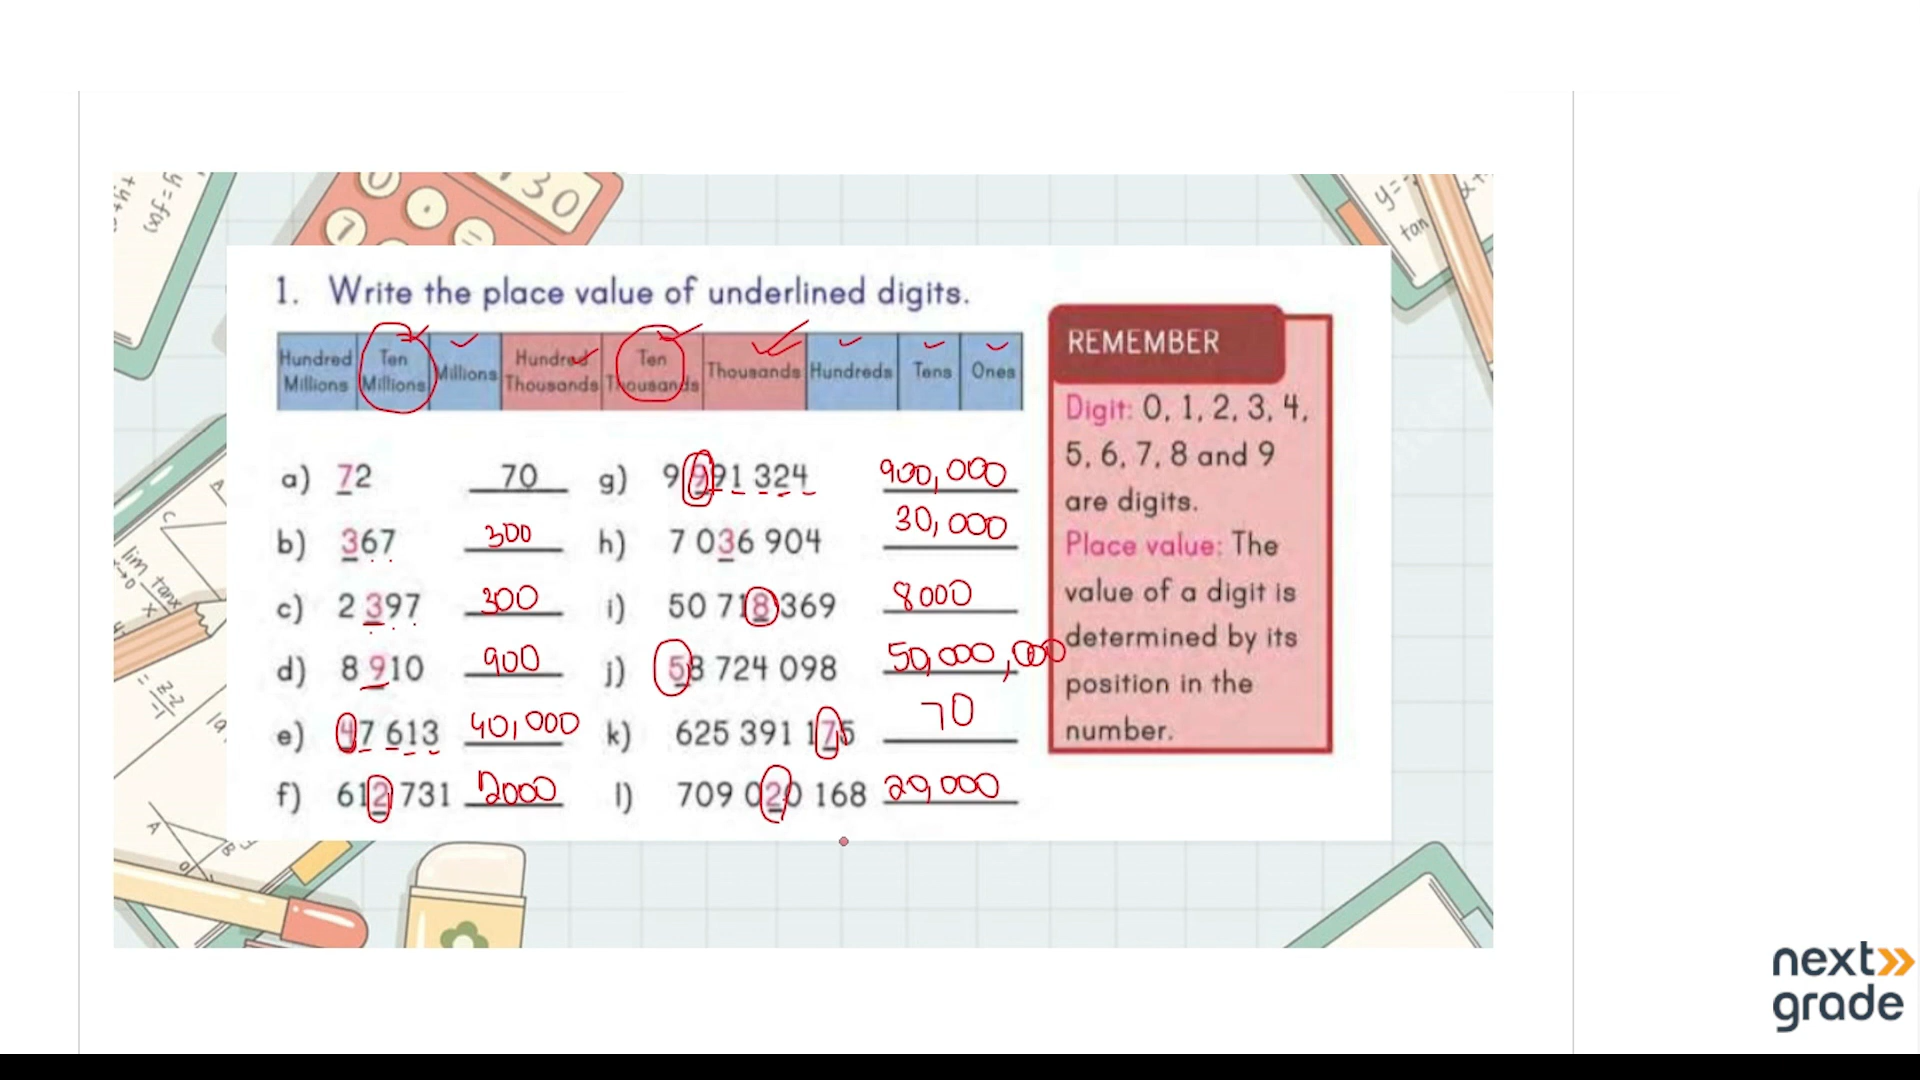 1. Write the place value of underlined digits.
Hundred Millions Ten Millions Millions Hundred Thousands Ten Thousands Thousands Hundreds Tens Ones
a) 72 70 g) 9 991 324 900,000
b) 367 300 h) 7 036 904 30,000
c) 2 397 300 i) 50 718 369 8000
d) 8 910 900 j) 58 724 098 50,000,000
e) 47 613 40,000 k) 625 391 175 70
f) 612 731 2000 l) 709 020 168 20,000
REMEMBER
Digit: 0, 1, 2, 3, 4,
5, 6, 7, 8 and 9
are digits.
Place value: The
value of a digit is
determined by its
position in the
number.
next
grade